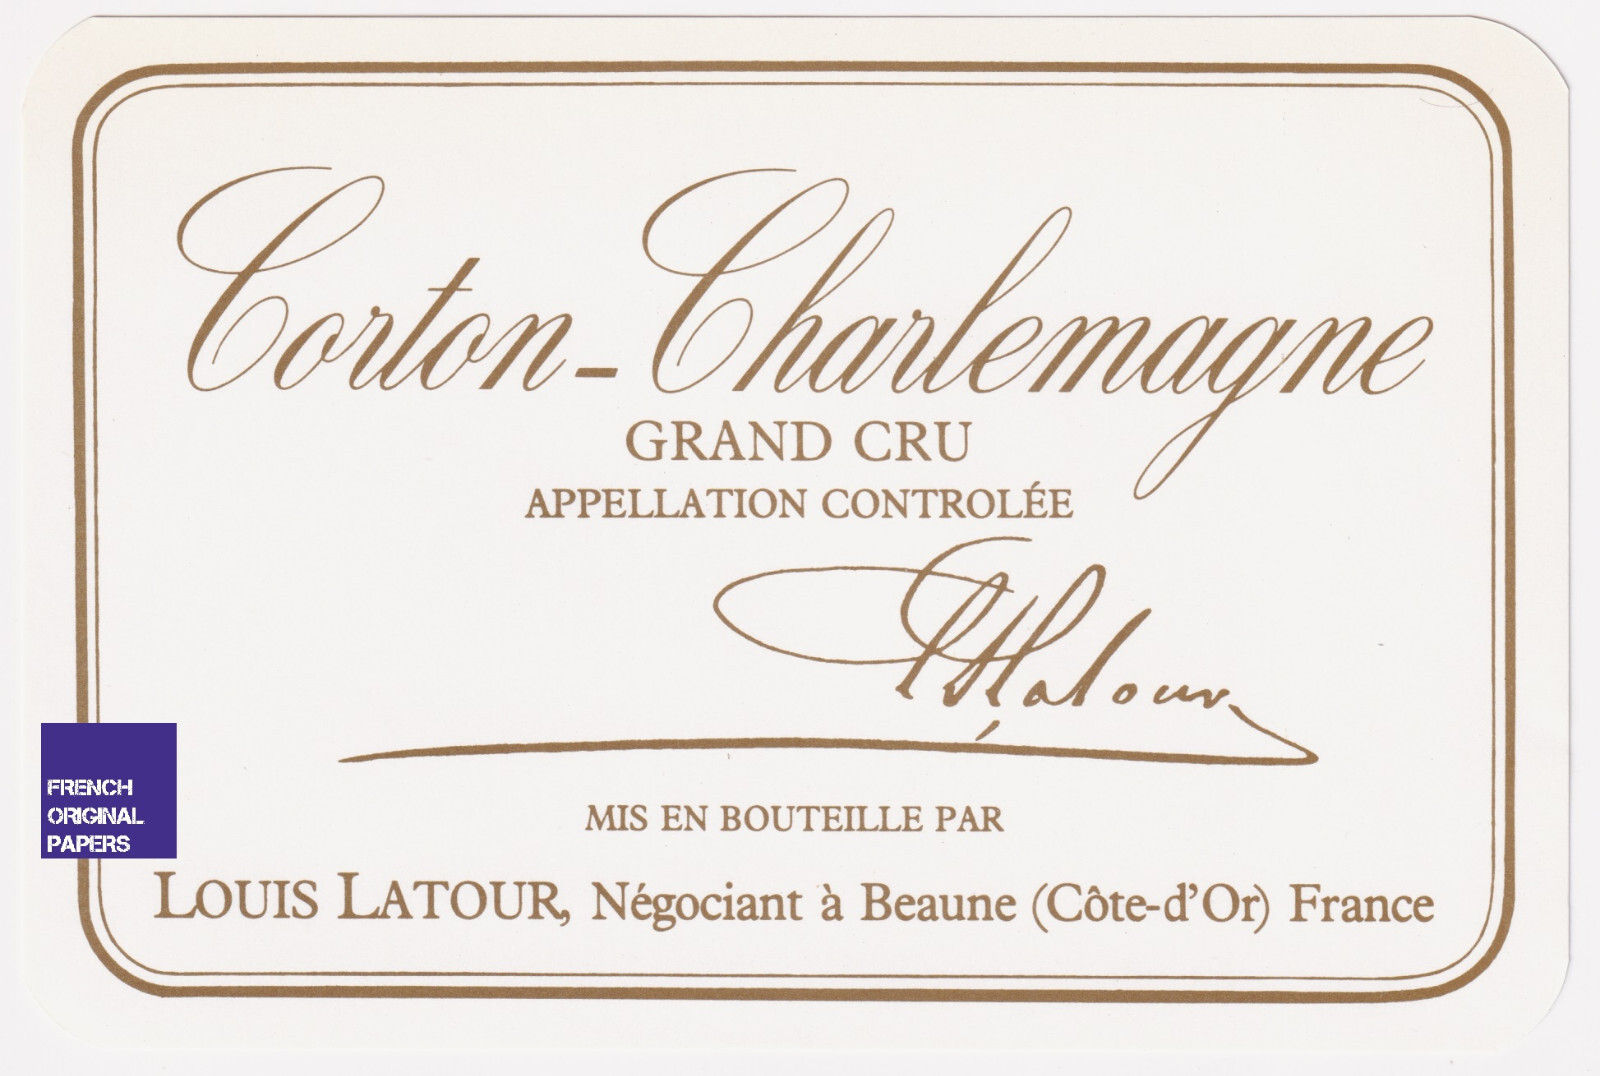 Corton-Charlemagne
GRAND CRU
APPELLATION CONTROLÉE
Latour
MIS EN BOUTEILLE PAR
LOUIS LATOUR, Négociant à Beaune (Côte-d'Or) France
FRENCH
ORIGINAL
PAPERS